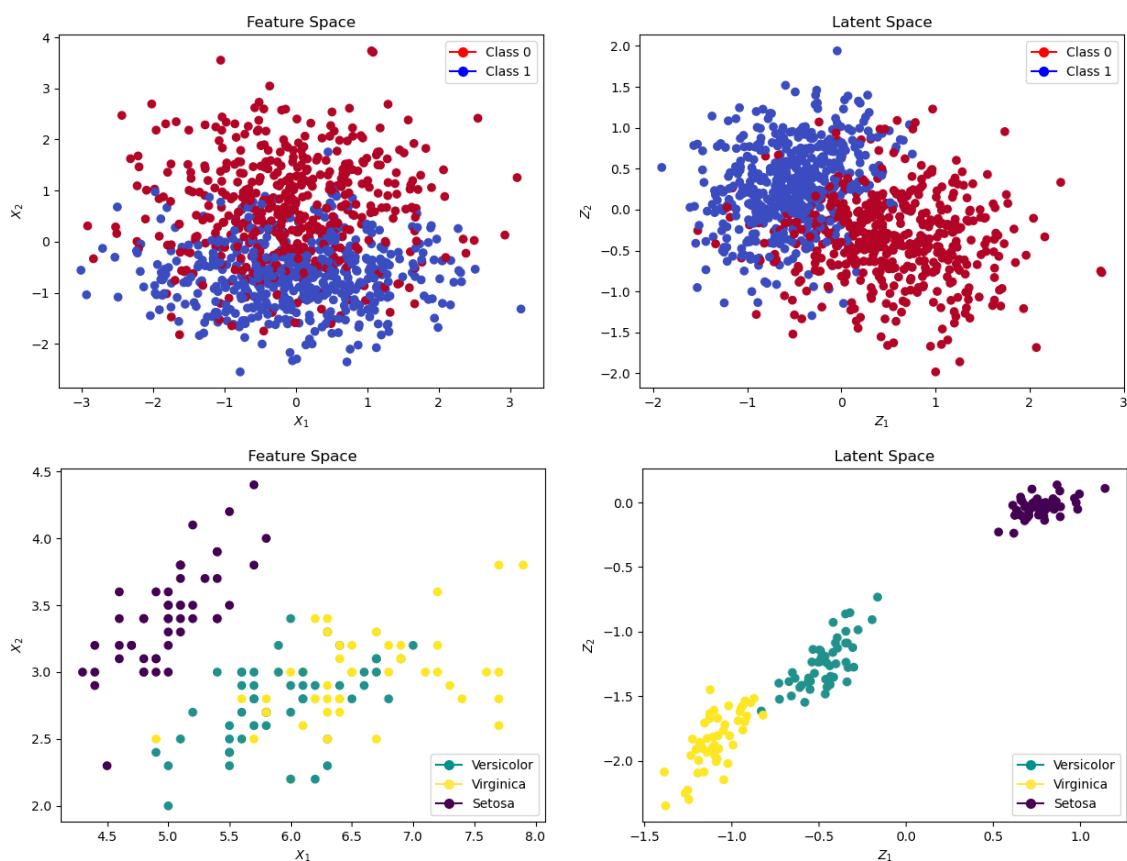 Feature Space
4
3
2
1
0
−1
−2
X2
−3
−2
−1
0
1
2
3
X1
Class 0
Class 1
Latent Space
2.0
1.5
1.0
0.5
0.0
−0.5
−1.0
−1.5
−2.0
Z2
−2
−1
0
1
2
3
Z1
Class 0
Class 1
Feature Space
4.5
4.0
3.5
3.0
2.5
2.0
X2
4.5
5.0
5.5
6.0
6.5
7.0
7.5
8.0
X1
Versicolor
Virginica
Setosa
Latent Space
0.0
−0.5
−1.0
−1.5
−2.0
Z2
−1.5
−1.0
−0.5
0.0
0.5
1.0
Z1
Versicolor
Virginica
Setosa